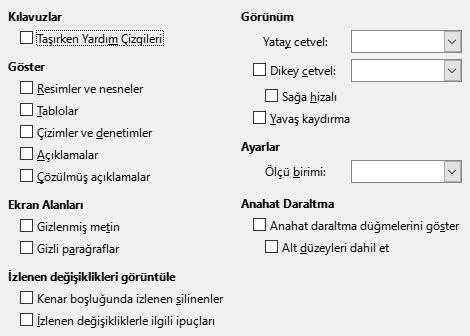 Kılavuzlar
Taşırken Yardım Çizgileri
Göster
Resimler ve nesneler
Tablolar
Çizimler ve denetimler
Açıklamalar
Çözülmüş açıklamalar
Ekran Alanları
Gizlenmiş metin
Gizli paragraflar
İzlenen değişiklikleri görüntüle
Kenar boşluğunda izlenen silinenler
İzlenen değişikliklerle ilgili ipuçları
Görünüm
Yatay cetvel:
Dikey cetvel:
Sağa hizalı
Yavaş kaydırma
Ayarlar
Ölçü birimi:
Anahat Daraltma
Anahat daraltma düğmelerini göster
Alt düzeyleri dahil et